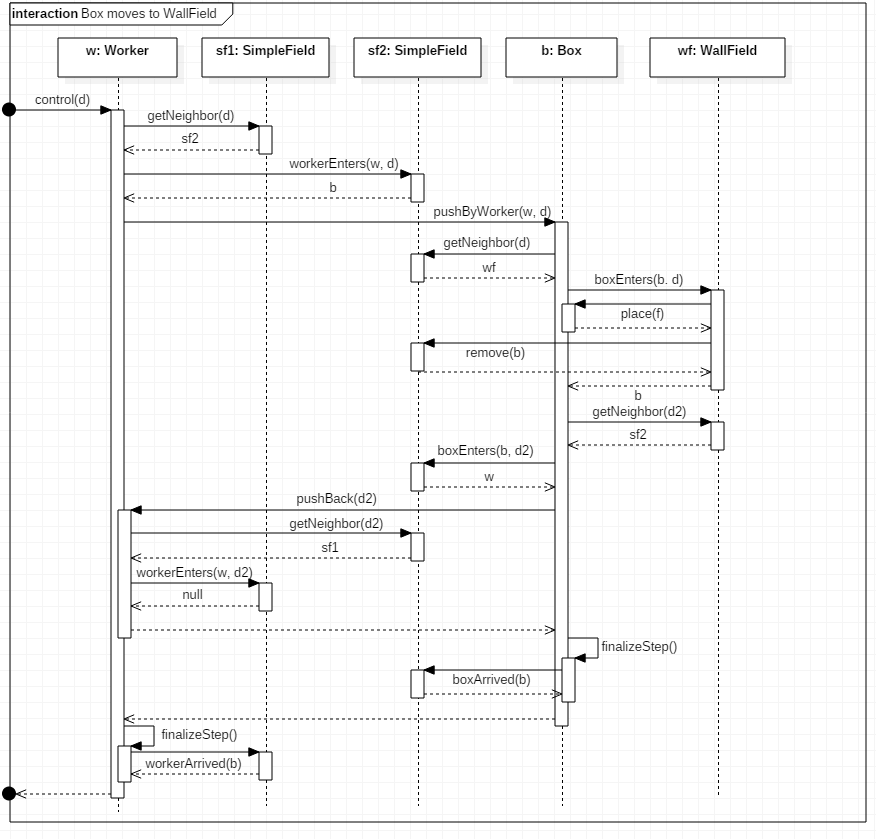 interaction Box moves to WallField
w: Worker
sf1: SimpleField
sf2: SimpleField
b: Box
wf: WallField
control(d)
getNeighbor(d)
sf2
workerEnters(w, d)
b
pushByWorker(w, d)
getNeighbor(d)
wf
boxEnters(b. d)
place(f)
remove(b)
b
getNeighbor(d2)
sf2
boxEnters(b, d2)
w
pushBack(d2)
getNeighbor(d2)
sf1
workerEnters(w, d2)
null
finalizeStep()
boxArrived(b)
finalizeStep()
workerArrived(b)